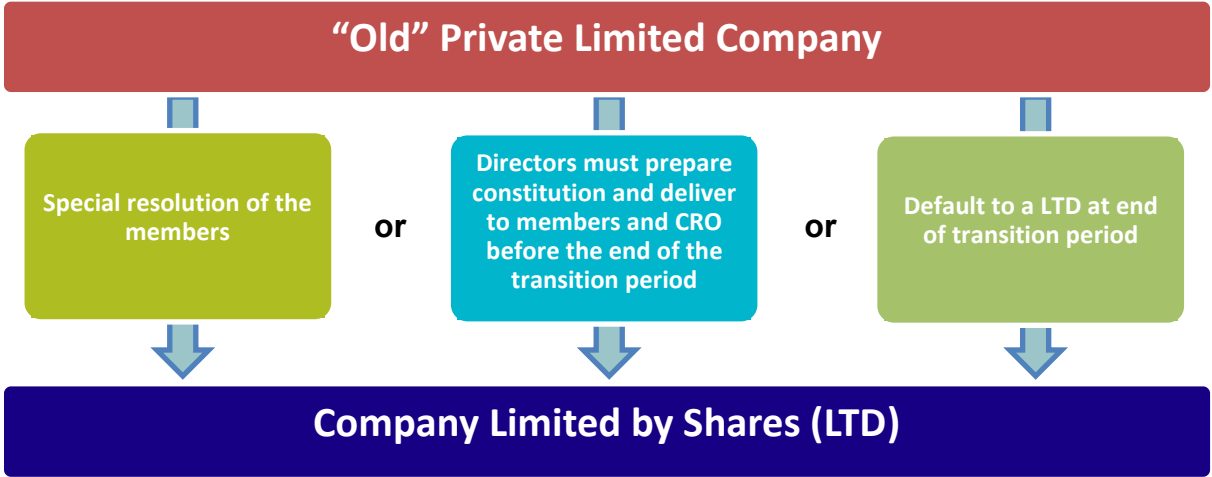 “Old” Private Limited Company
Special resolution of the
members
or
Directors must prepare
constitution and deliver
to members and CRO
before the end of the
transition period
or
Default to a LTD at end
of transition period
Company Limited by Shares (LTD)